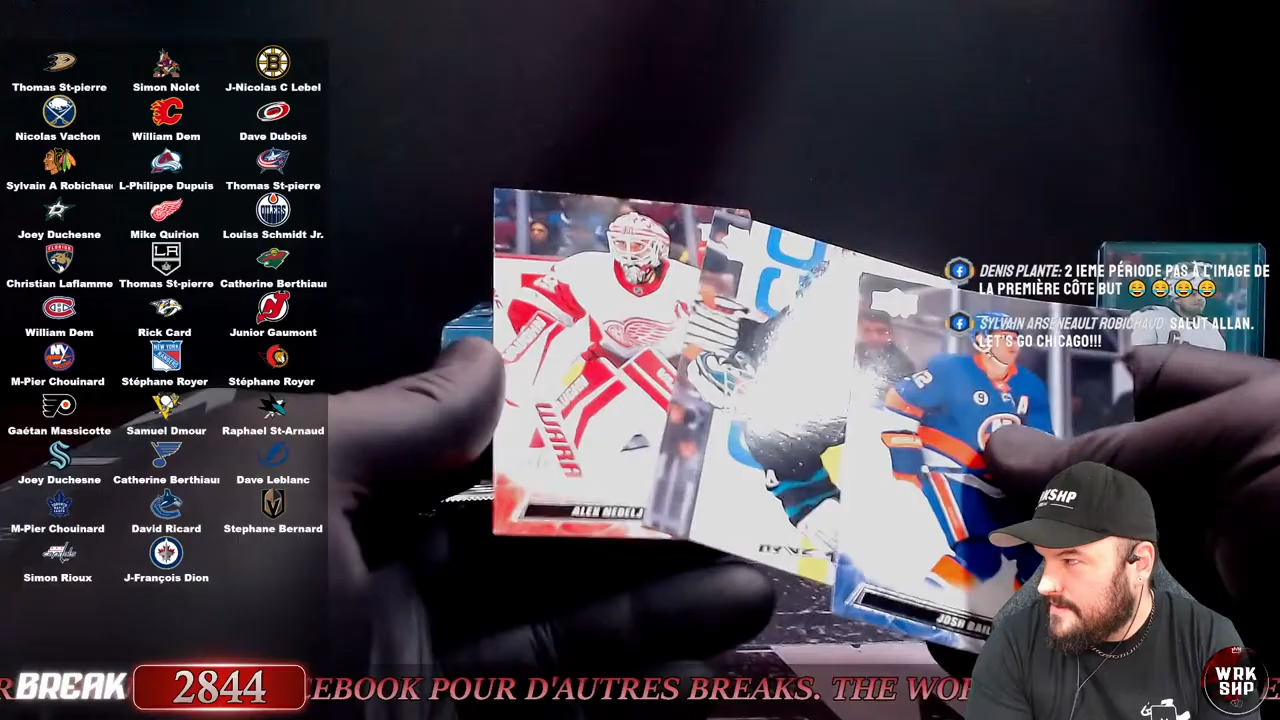 Thomas St-pierre
Simon Nolet
J-Nicolas C Lebel
Nicolas Vachon
William Dem
Dave Dubois
Sylvain A Robichau
L-Philippe Dupuis
Thomas St-pierre
Joey Duchesne
Mike Quirion
Louiss Schmidt Jr.
Christian Laflamme
Thomas St-pierre
Catherine Berthiau
William Dem
Rick Card
Junior Gaumont
M-Pier Chouinard
Stéphane Royer
Stéphane Royer
Gaétan Massicotte
Samuel Dmour
Raphael St-Arnaud
Joey Duchesne
Catherine Berthiau
Dave Leblanc
M-Pier Chouinard
David Ricard
Stephane Bernard
Simon Rioux
J-François Dion
DENIS PLANTE: 2 IEME PÉRIODE PAS À L'IMAGE DE
LA PREMIÈRE CÔTE BUT 😂 😂 😂 😂
SYLVAIN ARSENEAULT ROBICHAUD: SALUT ALLAN.
LET'S GO CHICAGO!!!
WARR
ALEX NEDELJ
JOSH BAIL
WRKSHP
BREAK 2844
EBOOK POUR D'AUTRES BREAKS. THE WOR
WRK
SHP